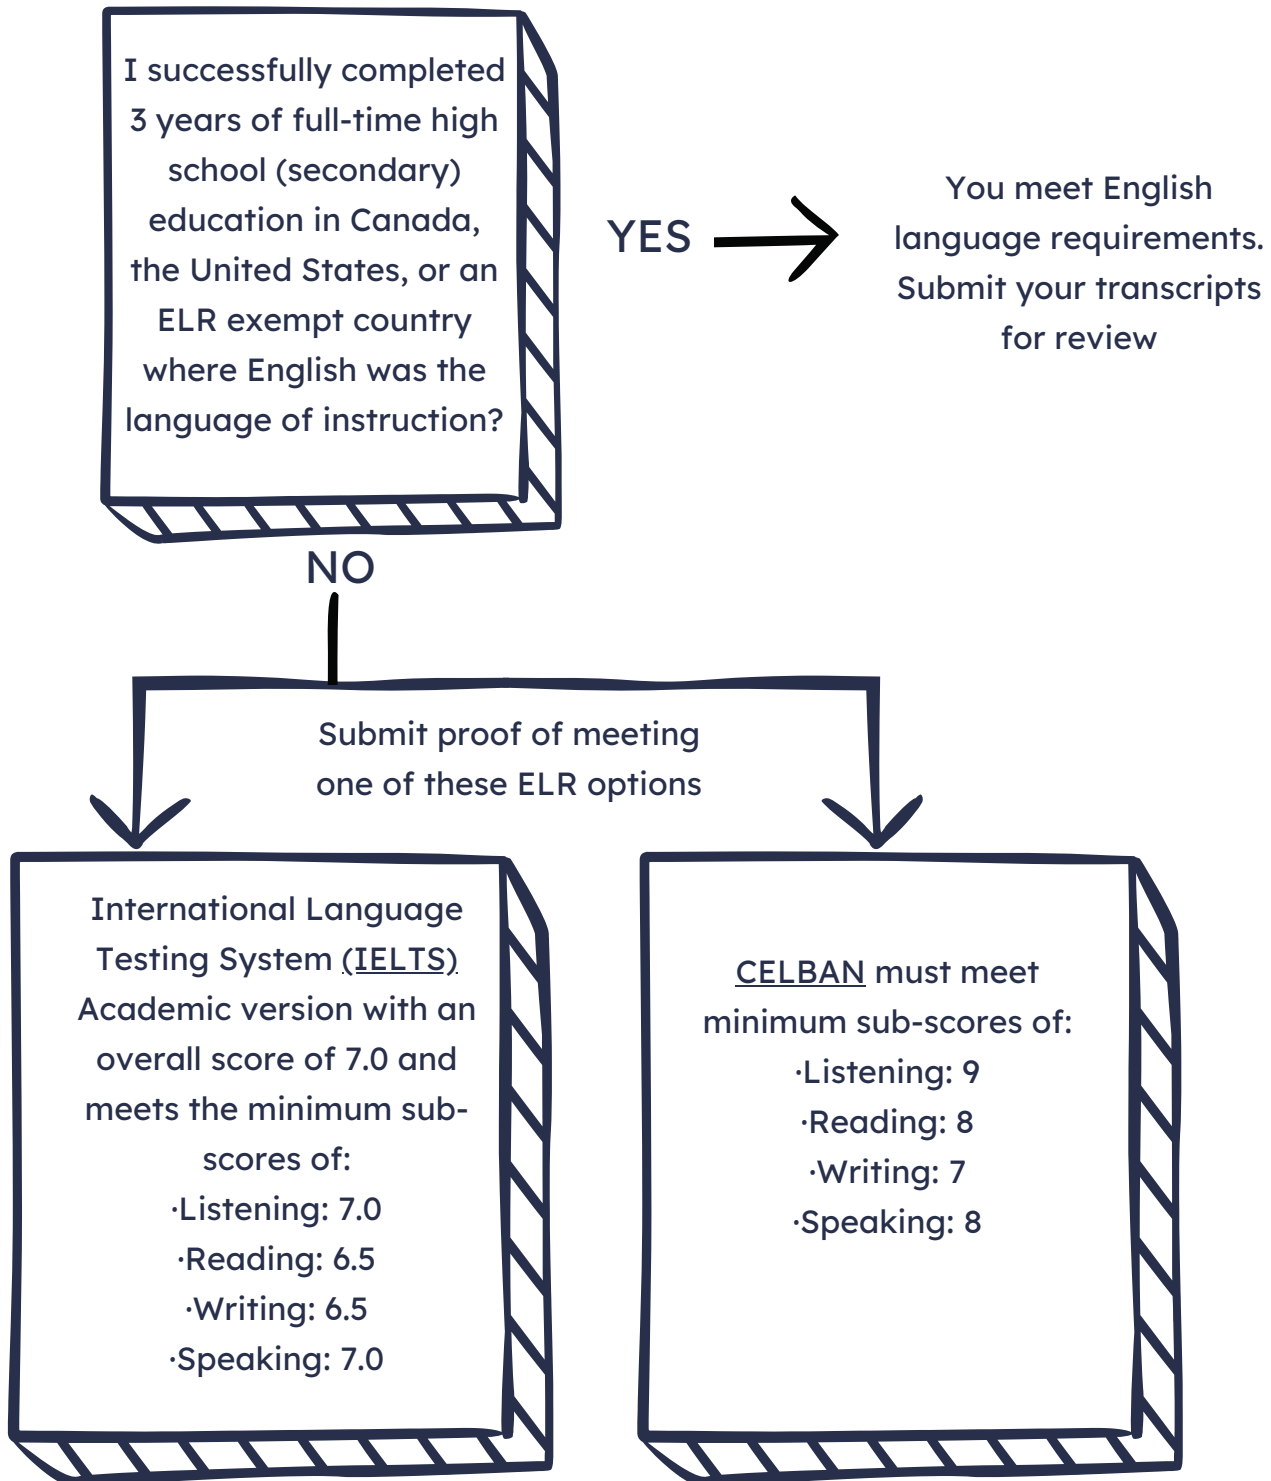 I successfully completed
3 years of full-time high
school (secondary)
education in Canada,
the United States, or an
ELR exempt country
where English was the
language of instruction?
YES
You meet English
language requirements.
Submit your transcripts
for review
NO
Submit proof of meeting
one of these ELR options
International Language
Testing System (IELTS)
Academic version with an
overall score of 7.0 and
meets the minimum sub-
scores of:
·Listening: 7.0
·Reading: 6.5
·Writing: 6.5
·Speaking: 7.0
CELBAN must meet
minimum sub-scores of:
·Listening: 9
·Reading: 8
·Writing: 7
·Speaking: 8